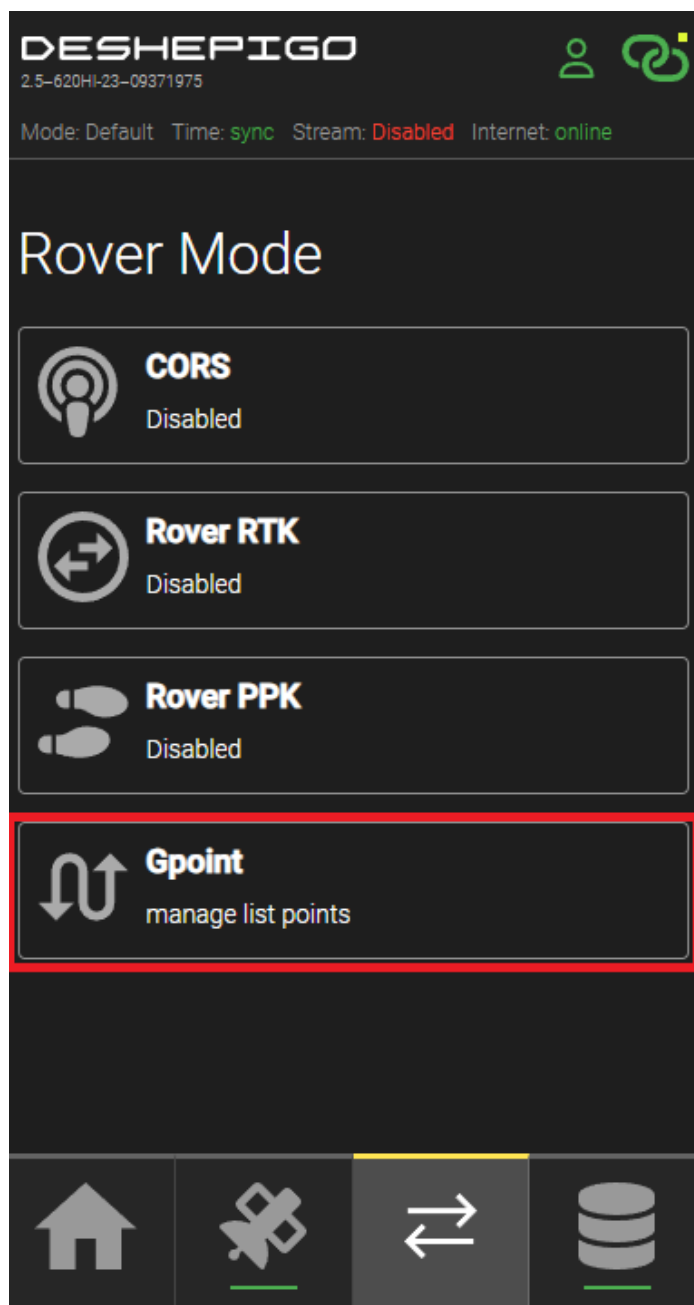 DESHEPIGO
2.5–620HI-23–09371975
Mode: Default Time: sync Stream: Disabled Internet: online
Rover Mode
CORS
Disabled
Rover RTK
Disabled
Rover PPK
Disabled
Gpoint
manage list points